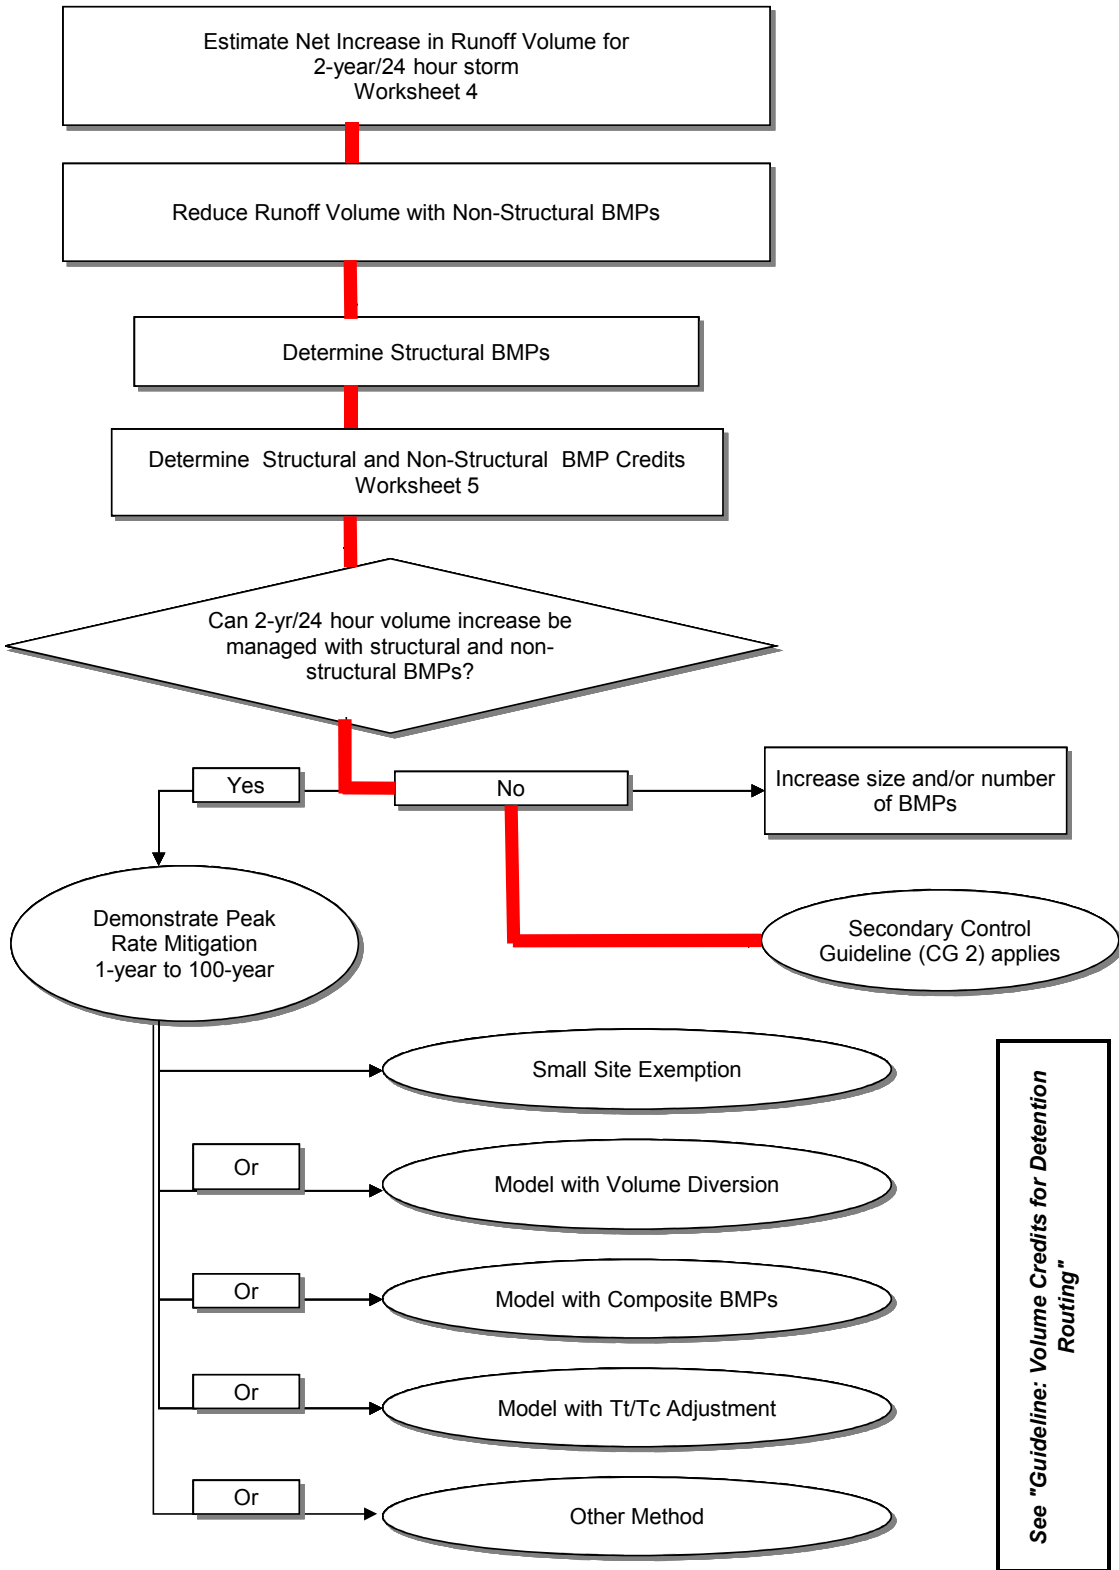 Estimate Net Increase in Runoff Volume for
2-year/24 hour storm
Worksheet 4
Reduce Runoff Volume with Non-Structural BMPs
Determine Structural BMPs
Determine Structural and Non-Structural BMP Credits
Worksheet 5
Can 2-yr/24 hour volume increase be
managed with structural and non-
structural BMPs?
Yes
No
Increase size and/or number
of BMPs
Demonstrate Peak
Rate Mitigation
1-year to 100-year
Secondary Control
Guideline (CG 2) applies
Small Site Exemption
Or
Model with Volume Diversion
Or
Model with Composite BMPs
Or
Model with Tt/Tc Adjustment
Or
Other Method
See "Guideline: Volume Credits for Detention
Routing"